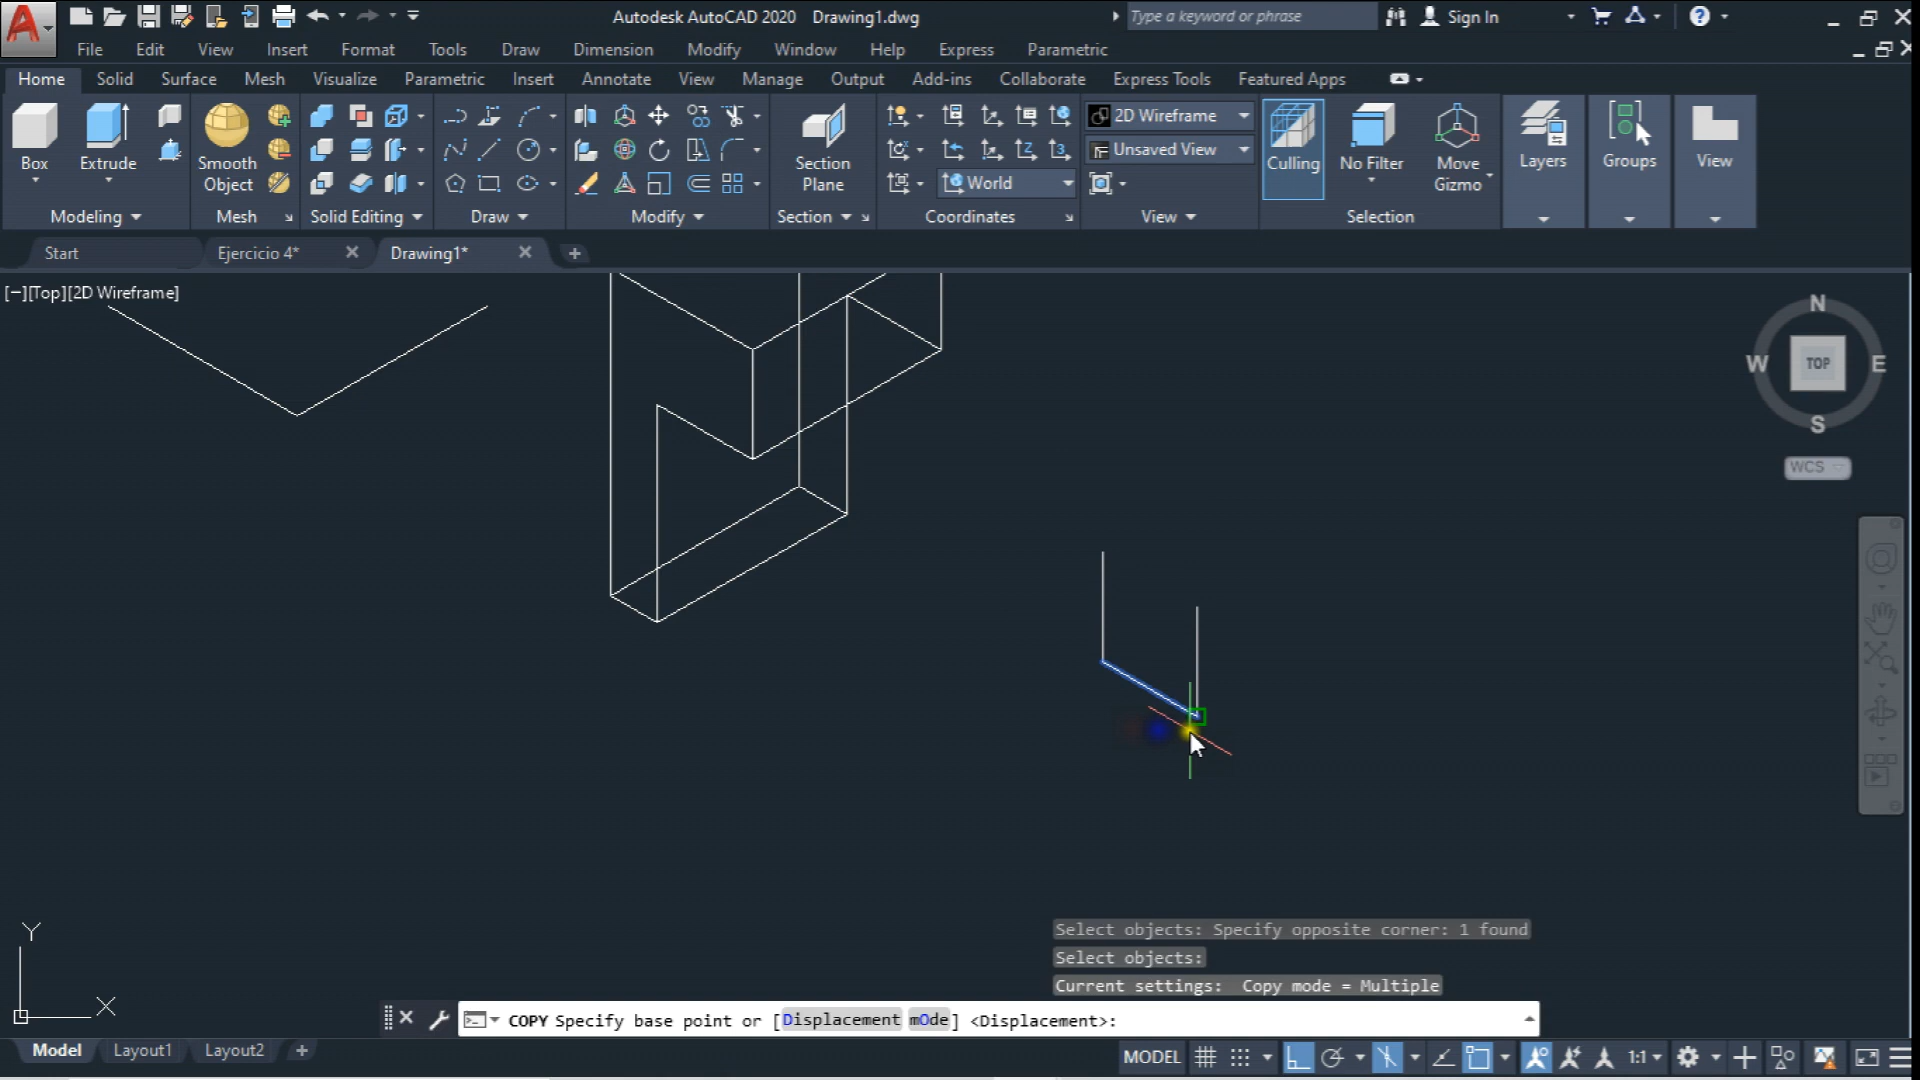 Autodesk AutoCAD 2020 Drawing1.dwg
Type a keyword or phrase
Sign In
File Edit View Insert Format Tools Draw Dimension Modify Window Help Express Parametric
Home Solid Surface Mesh Visualize Parametric Insert Annotate View Manage Output Add-ins Collaborate Express Tools Featured Apps
Box
Extrude
Smooth
Object
Section
Plane
2D Wireframe
Unsaved View
World
Culling
No Filter
Move
Gizmo
Layers
Groups
View
Modeling
Mesh
Solid Editing
Draw
Modify
Section
Coordinates
View
Selection
Start
Ejercicio 4*
Drawing1*
[−][Top][2D Wireframe]
N
W
TOP
E
S
WCS
Y
X
Select objects: Specify opposite corner: 1 found
Select objects:
Current settings: Copy mode = Multiple
COPY Specify base point or [Displacement mOde] <Displacement>:
Model Layout1 Layout2
MODEL
1:1